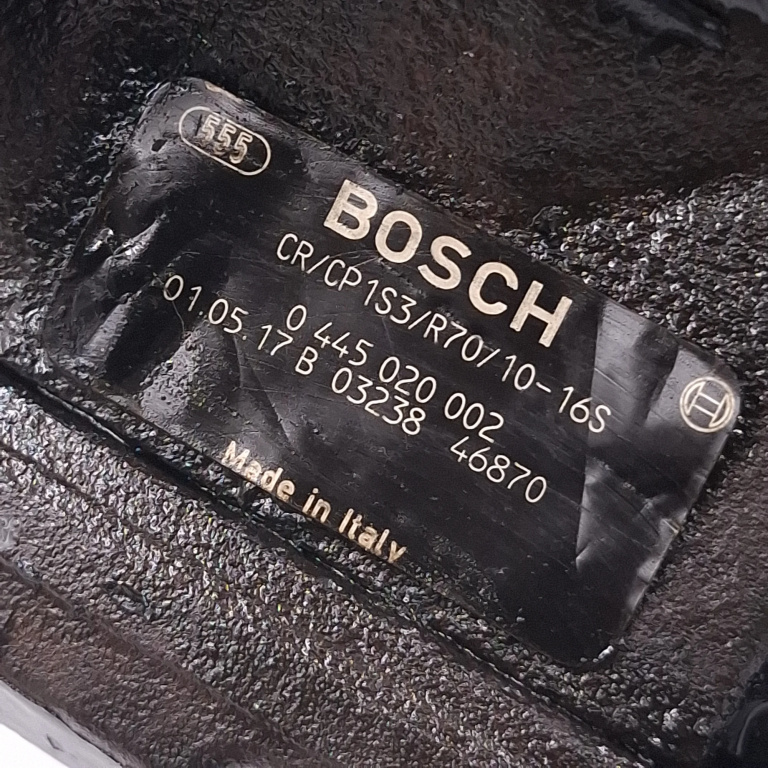 555
BOSCH
CR/CP1S3/R70/10-16S
0 445 020 002
01.05.17 B 03238 46870
Made in Italy